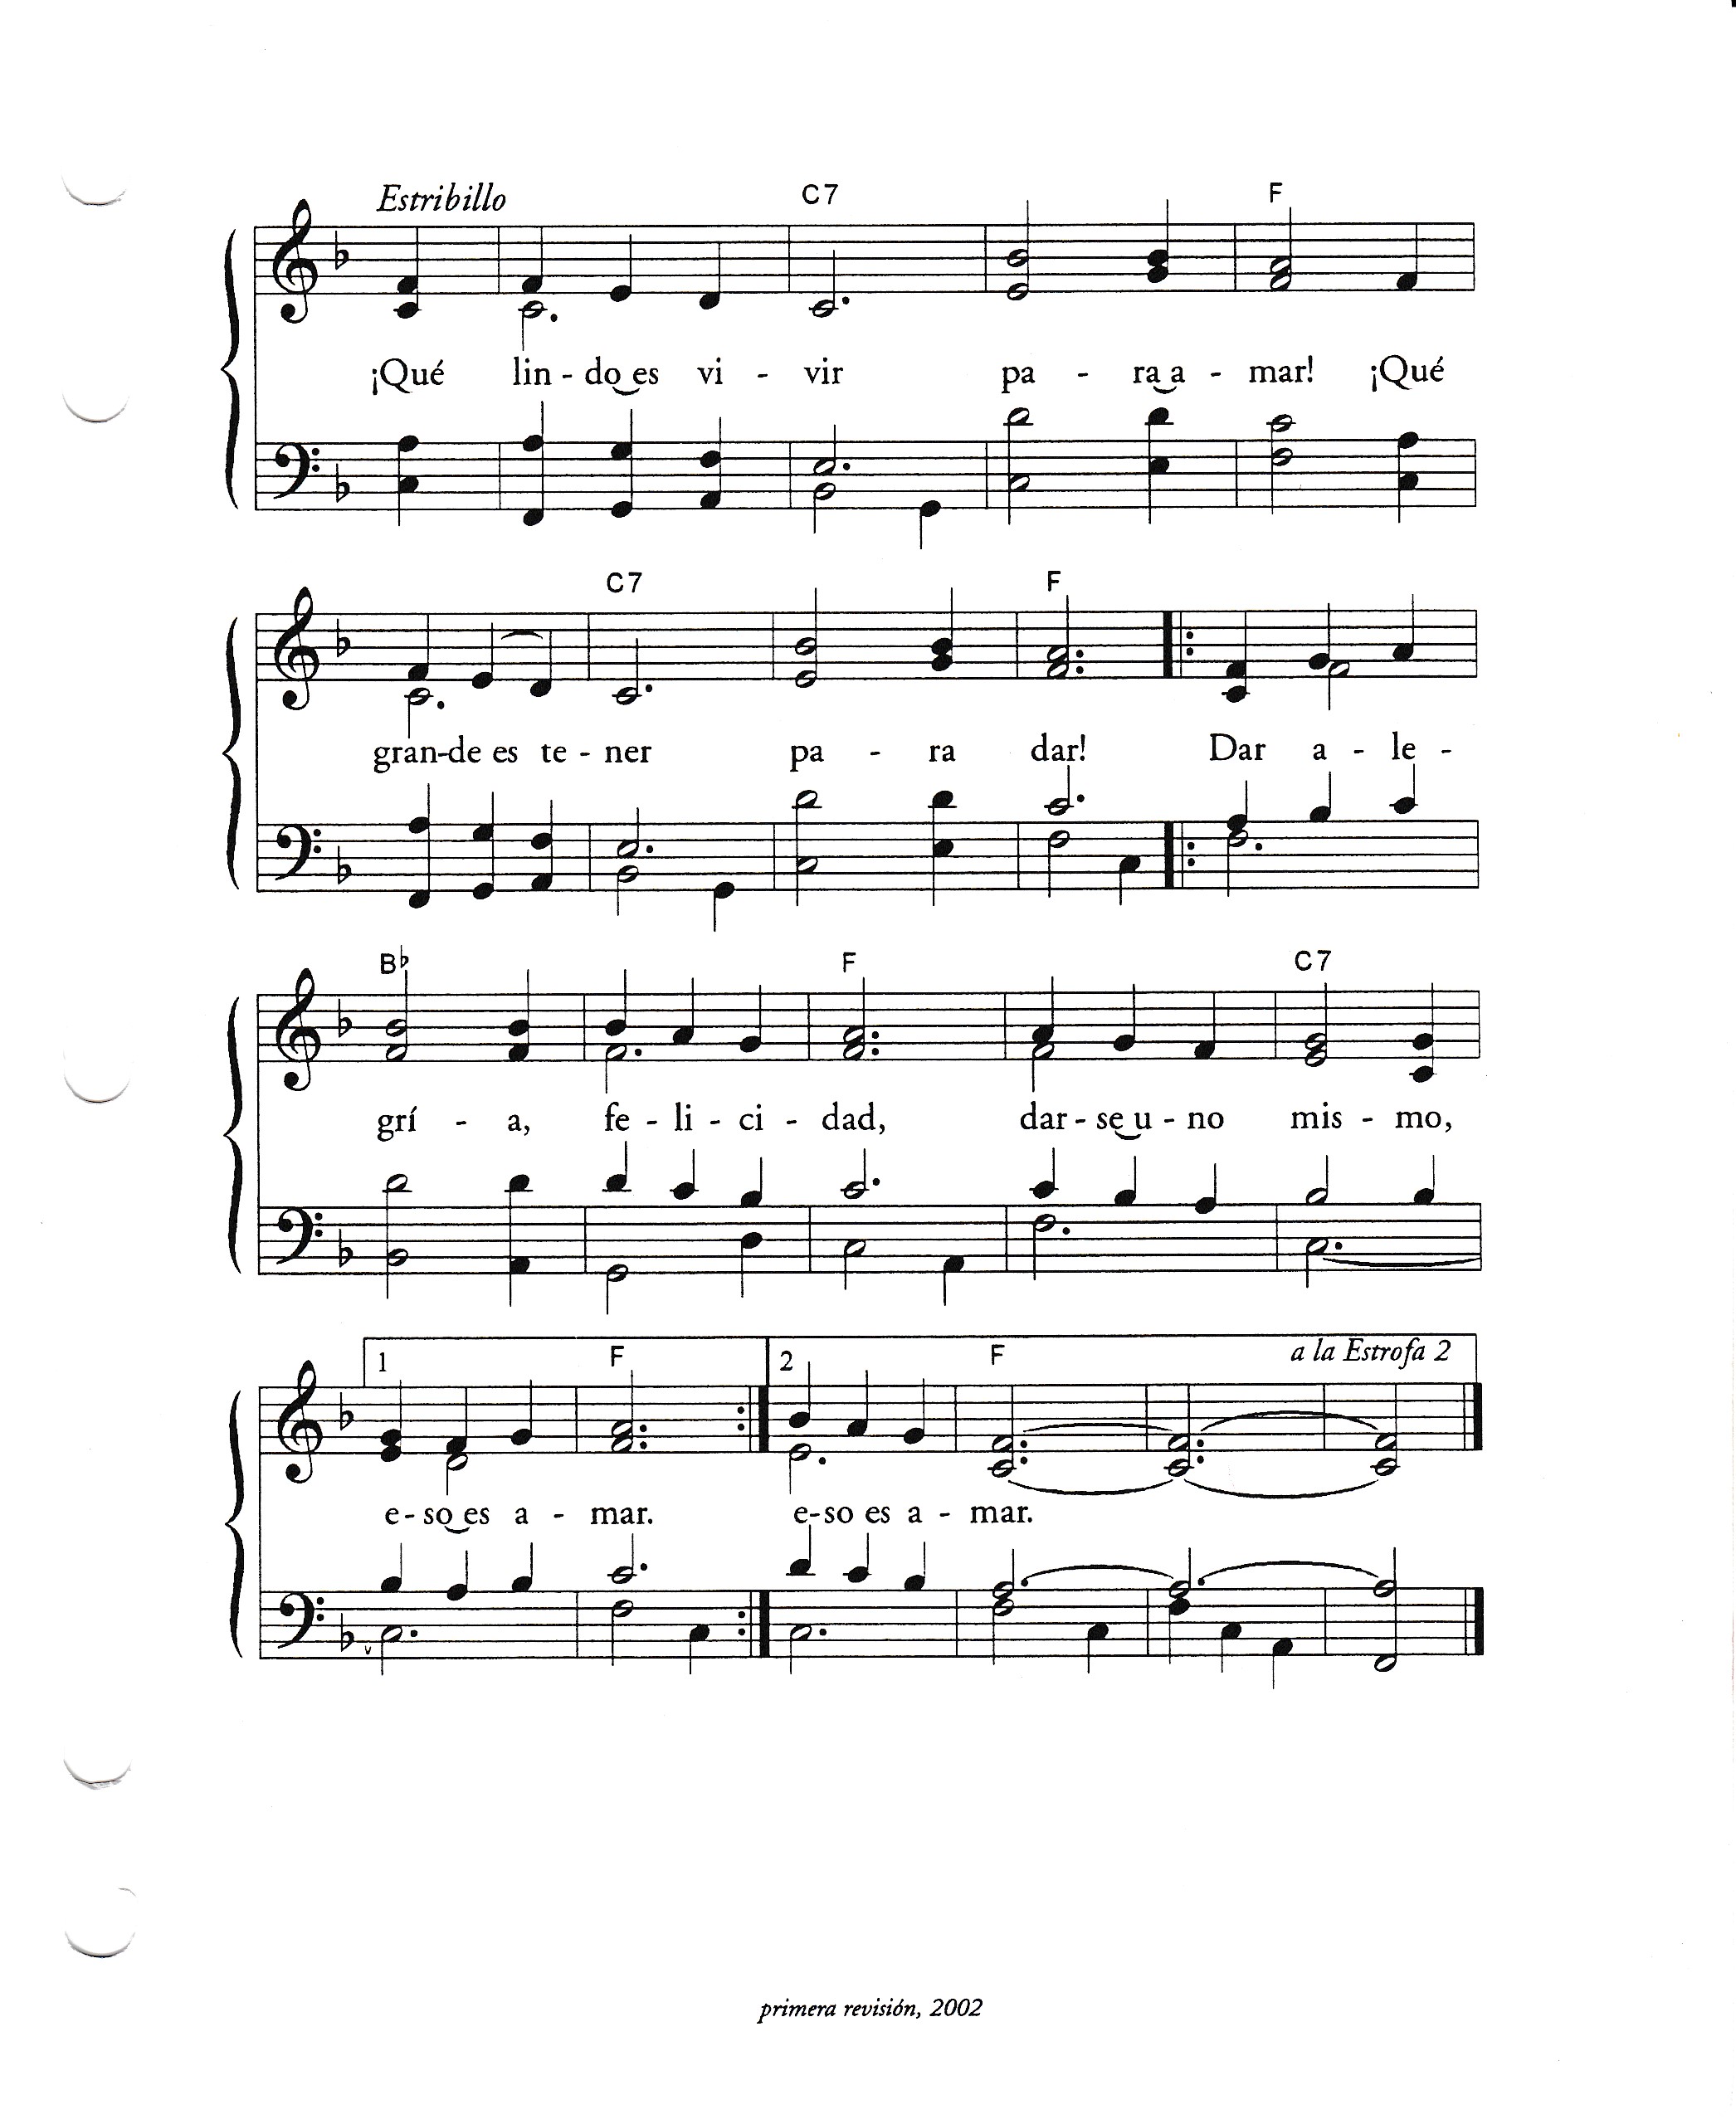 Estribillo C7 F
¡Qué lin - do es vi - vir pa - ra a - mar! ¡Qué
C7 F
gran-de es te - ner pa - ra dar! Dar a - le -
B♭ F C7
grí - a, fe - li - ci - dad, dar - se u - no mis - mo,
1 F 2 F a la Estrofa 2
e - so es a - mar. e-so es a - mar.
primera revisión, 2002